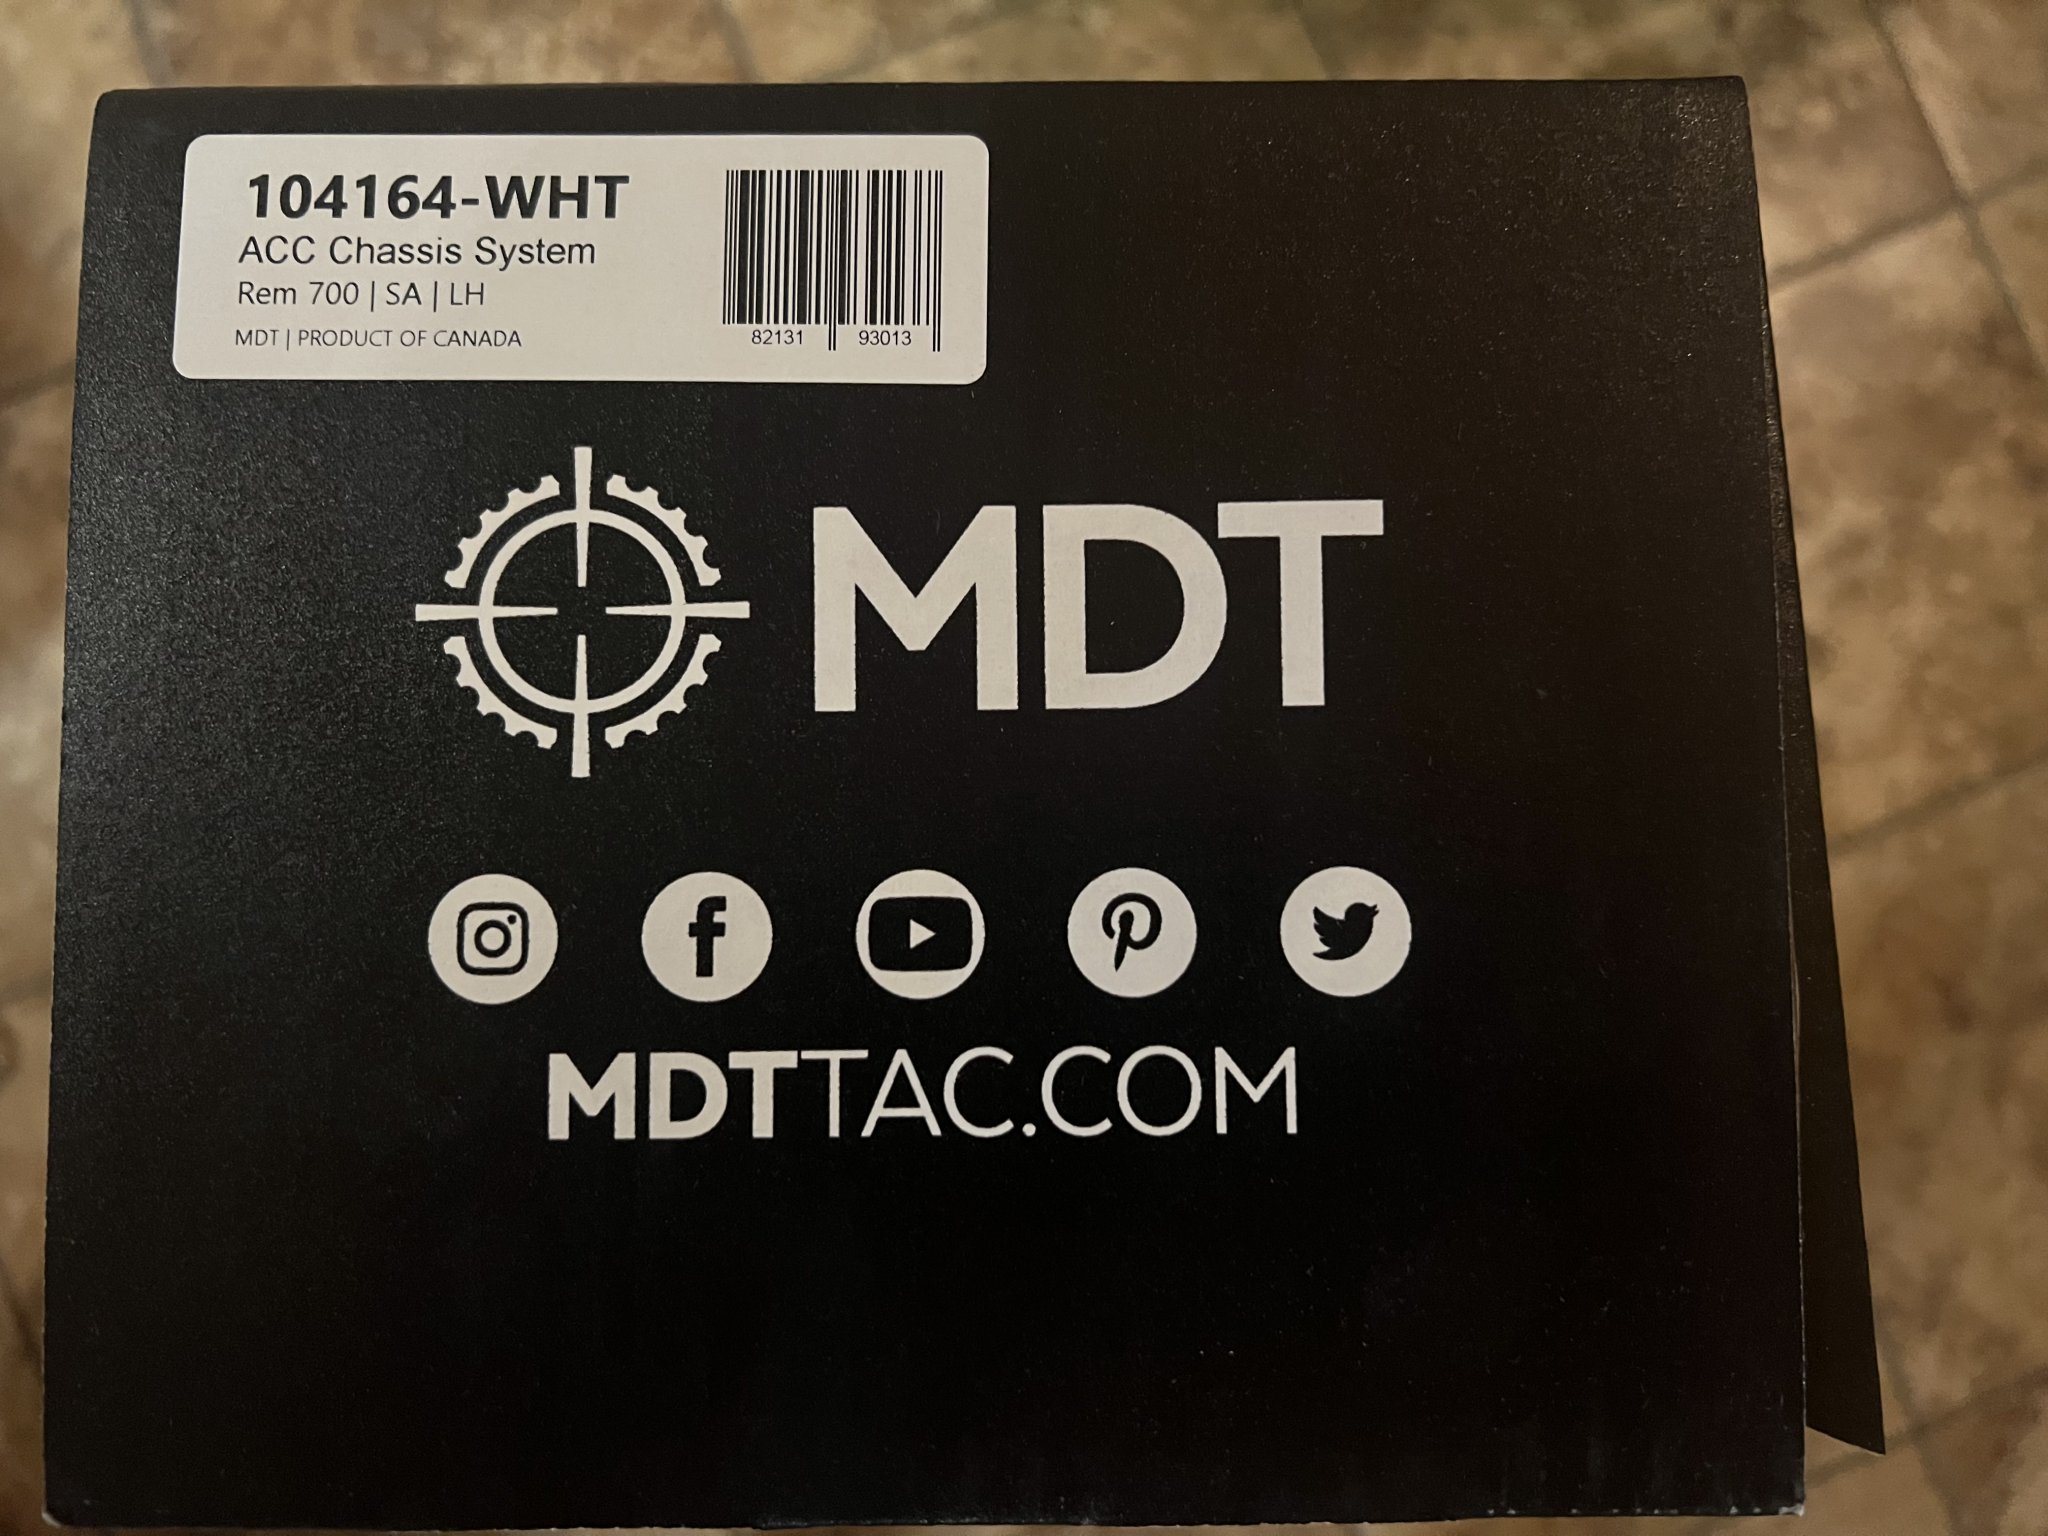 104164-WHT
ACC Chassis System
Rem 700 | SA | LH
MDT | PRODUCT OF CANADA
82131 93013
MDT
MDTTAC.COM